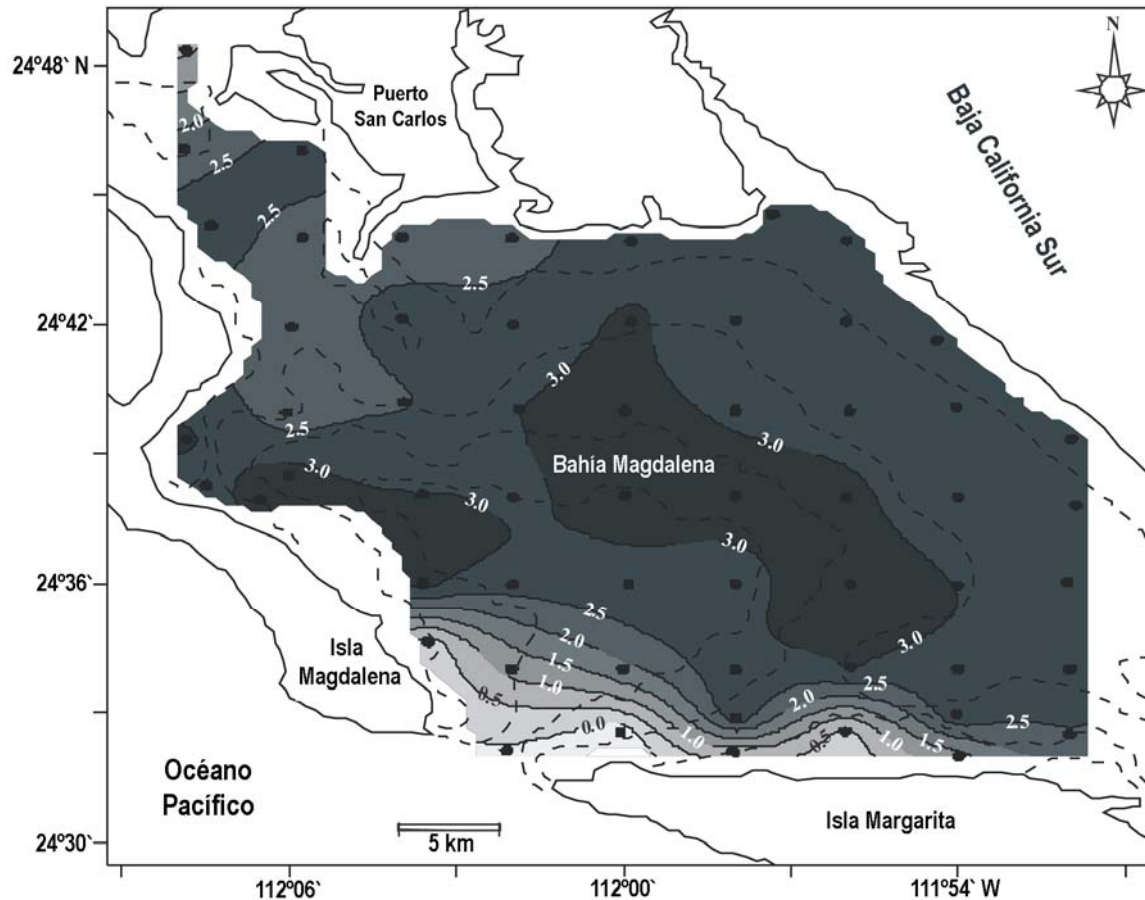 N
24°48` N
Puerto
San Carlos
Baja California Sur
2.0
2.5
2.5
2.5
24°42`
3.0
2.5
3.0
Bahía Magdalena
3.0
3.0
3.0
3.0
24°36`
2.5
3.0
2.0
Isla
Magdalena
1.5
1.0
0.5
0.0
1.0
2.0
2.5
0.5
1.0
1.5
2.5
Océano
Pacífico
5 km
Isla Margarita
24°30`
112°06`
112°00`
111°54` W